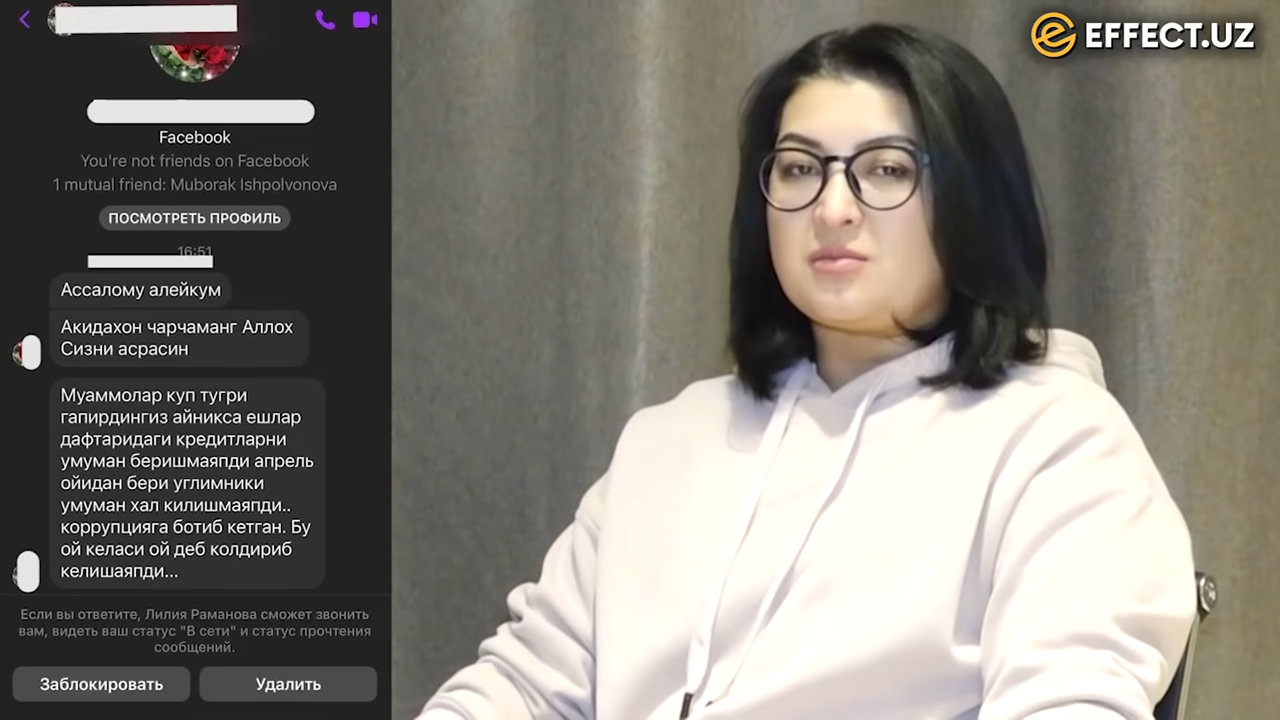 EFFECT.UZ
Facebook
You're not friends on Facebook
1 mutual friend: Muborak Ishpolvonova
ПОСМОТРЕТЬ ПРОФИЛЬ
16:51
Ассалому алейкум
Акидахон чарчаманг Аллох
Сизни асрасин
Муаммолар куп тугри
гапирдингиз айникса ешлар
дафтаридаги кредитларни
умуман беришмаяпди апрель
ойидан бери углимники
умуман хал килишмаяпди..
коррупцияга ботиб кетган. Бу
ой келаси ой деб колдириб
келишаяпди...
Если вы ответите, Лилия Раманова сможет звонить
вам, видеть ваш статус "В сети" и статус прочтения
сообщений.
Заблокировать
Удалить